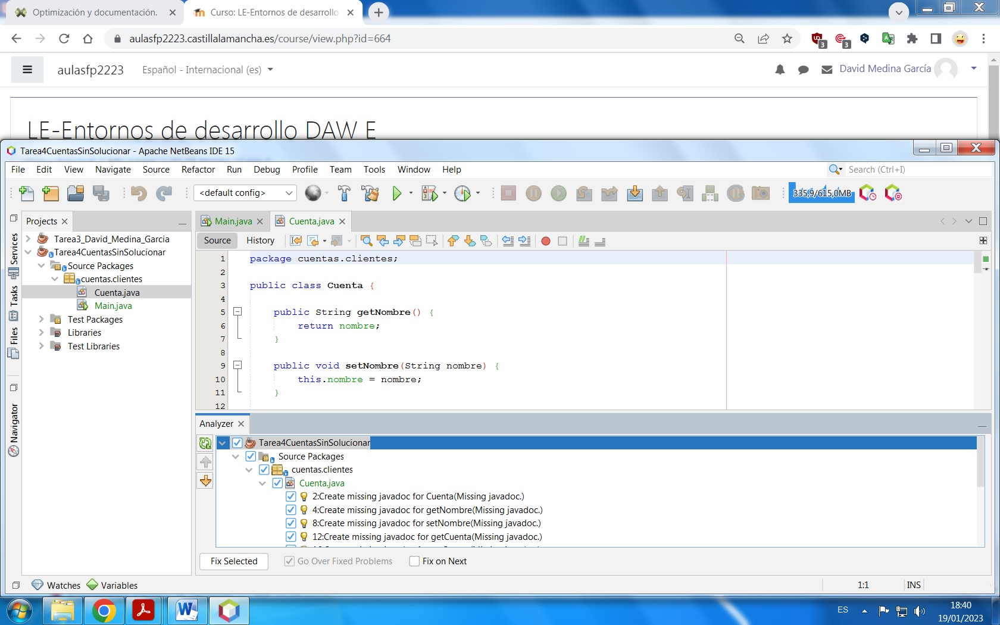 Optimización y documentación.
Curso: LE-Entornos de desarrollo
aulasfp2223.castillalamancha.es/course/view.php?id=664
3
3
aulasfp2223
Español - Internacional (es)
David Medina García
LE-Entornos de desarrollo DAW E
Tarea4CuentasSinSolucionar - Apache NetBeans IDE 15
File Edit View Navigate Source Refactor Run Debug Profile Team Tools Window Help
Search (Ctrl+I)
<default config>
335,9/615,0MB
Projects
Services
Tasks
Files
Navigator
Tarea3_David_Medina_Garcia
Tarea4CuentasSinSolucionar
Source Packages
cuentas.clientes
Cuenta.java
Main.java
Test Packages
Libraries
Test Libraries
Main.java
Cuenta.java
Source History
1 package cuentas.clientes;
2
3 public class Cuenta {
4
5 public String getNombre() {
6 return nombre;
7 }
8
9 public void setNombre(String nombre) {
10 this.nombre = nombre;
11 }
12
Analyzer
Tarea4CuentasSinSolucionar
Source Packages
cuentas.clientes
Cuenta.java
2:Create missing javadoc for Cuenta(Missing javadoc.)
4:Create missing javadoc for getNombre(Missing javadoc.)
8:Create missing javadoc for setNombre(Missing javadoc.)
12:Create missing javadoc for getCuenta(Missing javadoc.)
Fix Selected
Go Over Fixed Problems
Fix on Next
Watches
Variables
1:1
INS
ES
18:40
19/01/2023